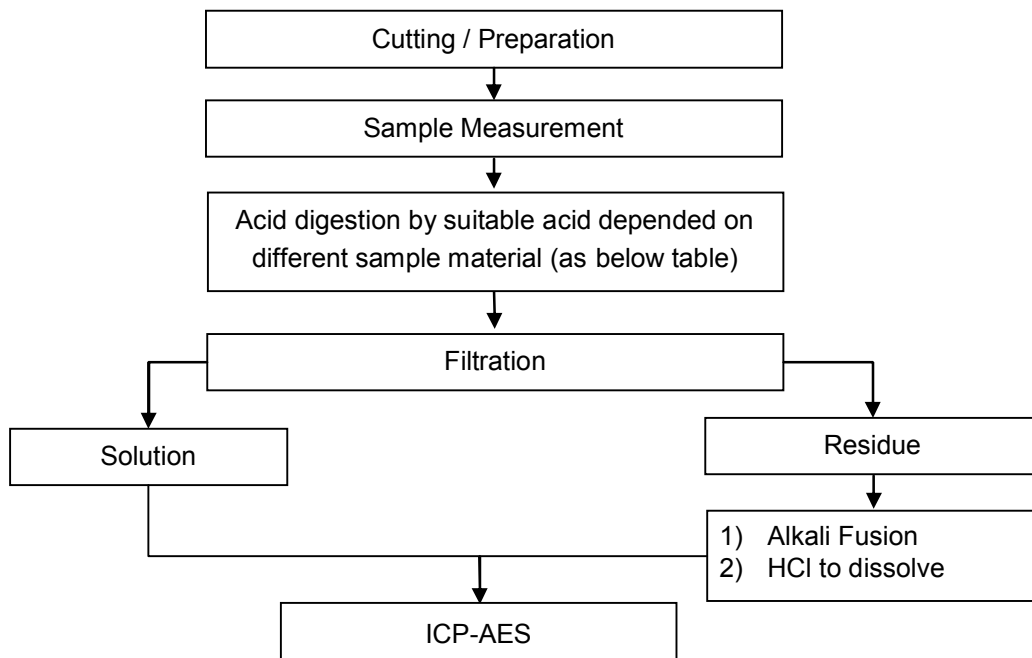 Cutting / Preparation
Sample Measurement
Acid digestion by suitable acid depended on
different sample material (as below table)
Filtration
Solution
Residue
1) Alkali Fusion
2) HCl to dissolve
ICP-AES